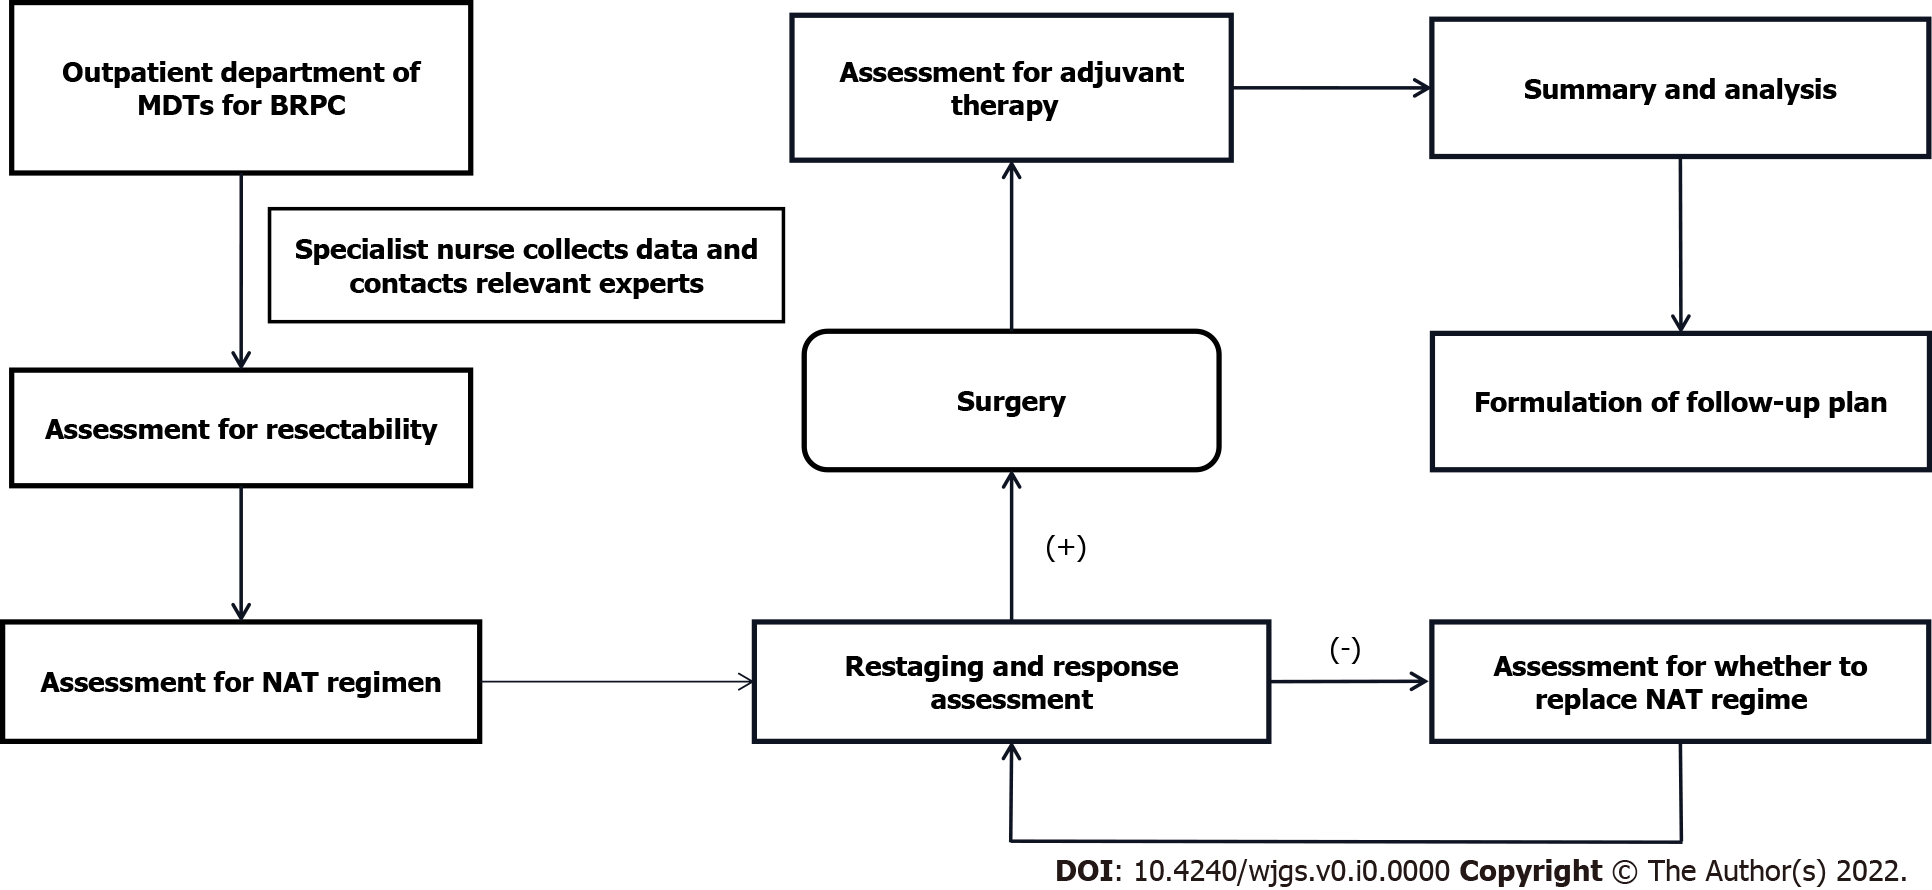 Outpatient department of
MDTs for BRPC
Specialist nurse collects data and
contacts relevant experts
Assessment for resectability
Assessment for NAT regimen
Restaging and response
assessment
(+)
(-)
Assessment for whether to
replace NAT regime
Surgery
Assessment for adjuvant
therapy
Summary and analysis
Formulation of follow-up plan
DOI: 10.4240/wjgs.v0.i0.0000 Copyright © The Author(s) 2022.